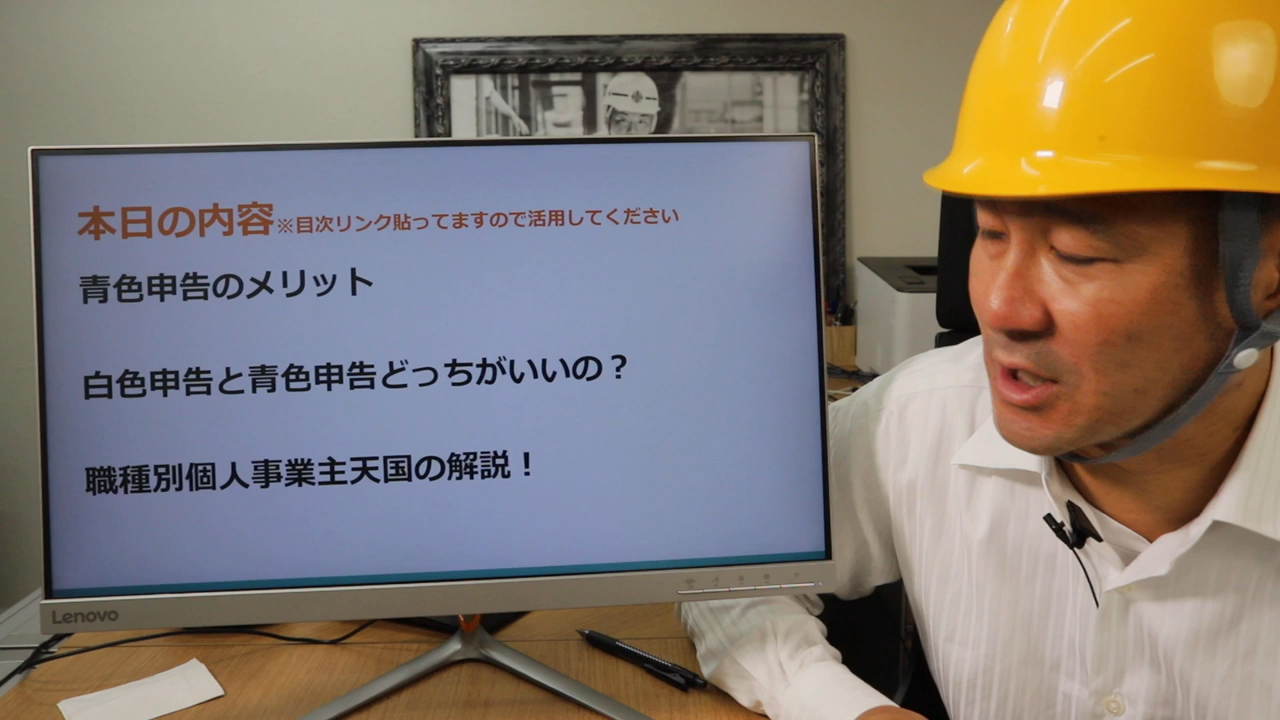 本日の内容※目次リンク貼ってますので活用してください
青色申告のメリット
白色申告と青色申告どっちがいいの？
職種別個人事業主天国の解説！
Lenovo